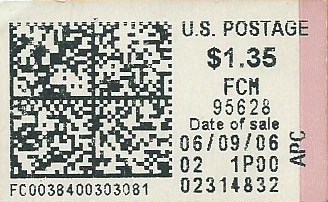 U.S. POSTAGE
$1.35
FCM
95628
Date of sale
06/09/06
02 1P00
02314832
APC
FC0038400303081